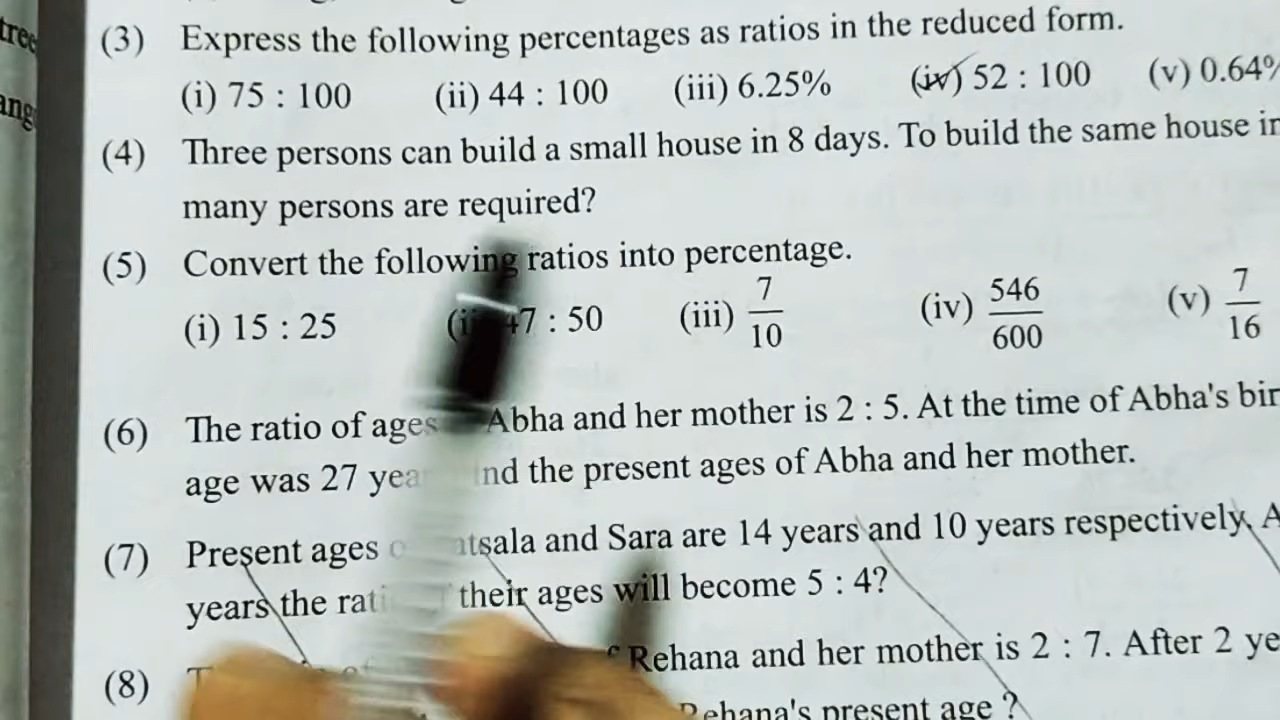 tree
ang
(3) Express the following percentages as ratios in the reduced form.
(i) 75 : 100 (ii) 44 : 100 (iii) 6.25% (iv) 52 : 100 (v) 0.64%
(4) Three persons can build a small house in 8 days. To build the same house in
many persons are required?
(5) Convert the following ratios into percentage.
(i) 15 : 25 (ii) 47 : 50 (iii) 7/10 (iv) 546/600 (v) 7/16
(6) The ratio of ages Abha and her mother is 2 : 5. At the time of Abha's bir
age was 27 yea nd the present ages of Abha and her mother.
(7) Present ages o atsala and Sara are 14 years and 10 years respectively. A
years the rati their ages will become 5 : 4?
(8) T f Rehana and her mother is 2 : 7. After 2 ye
Rehana's present age ?